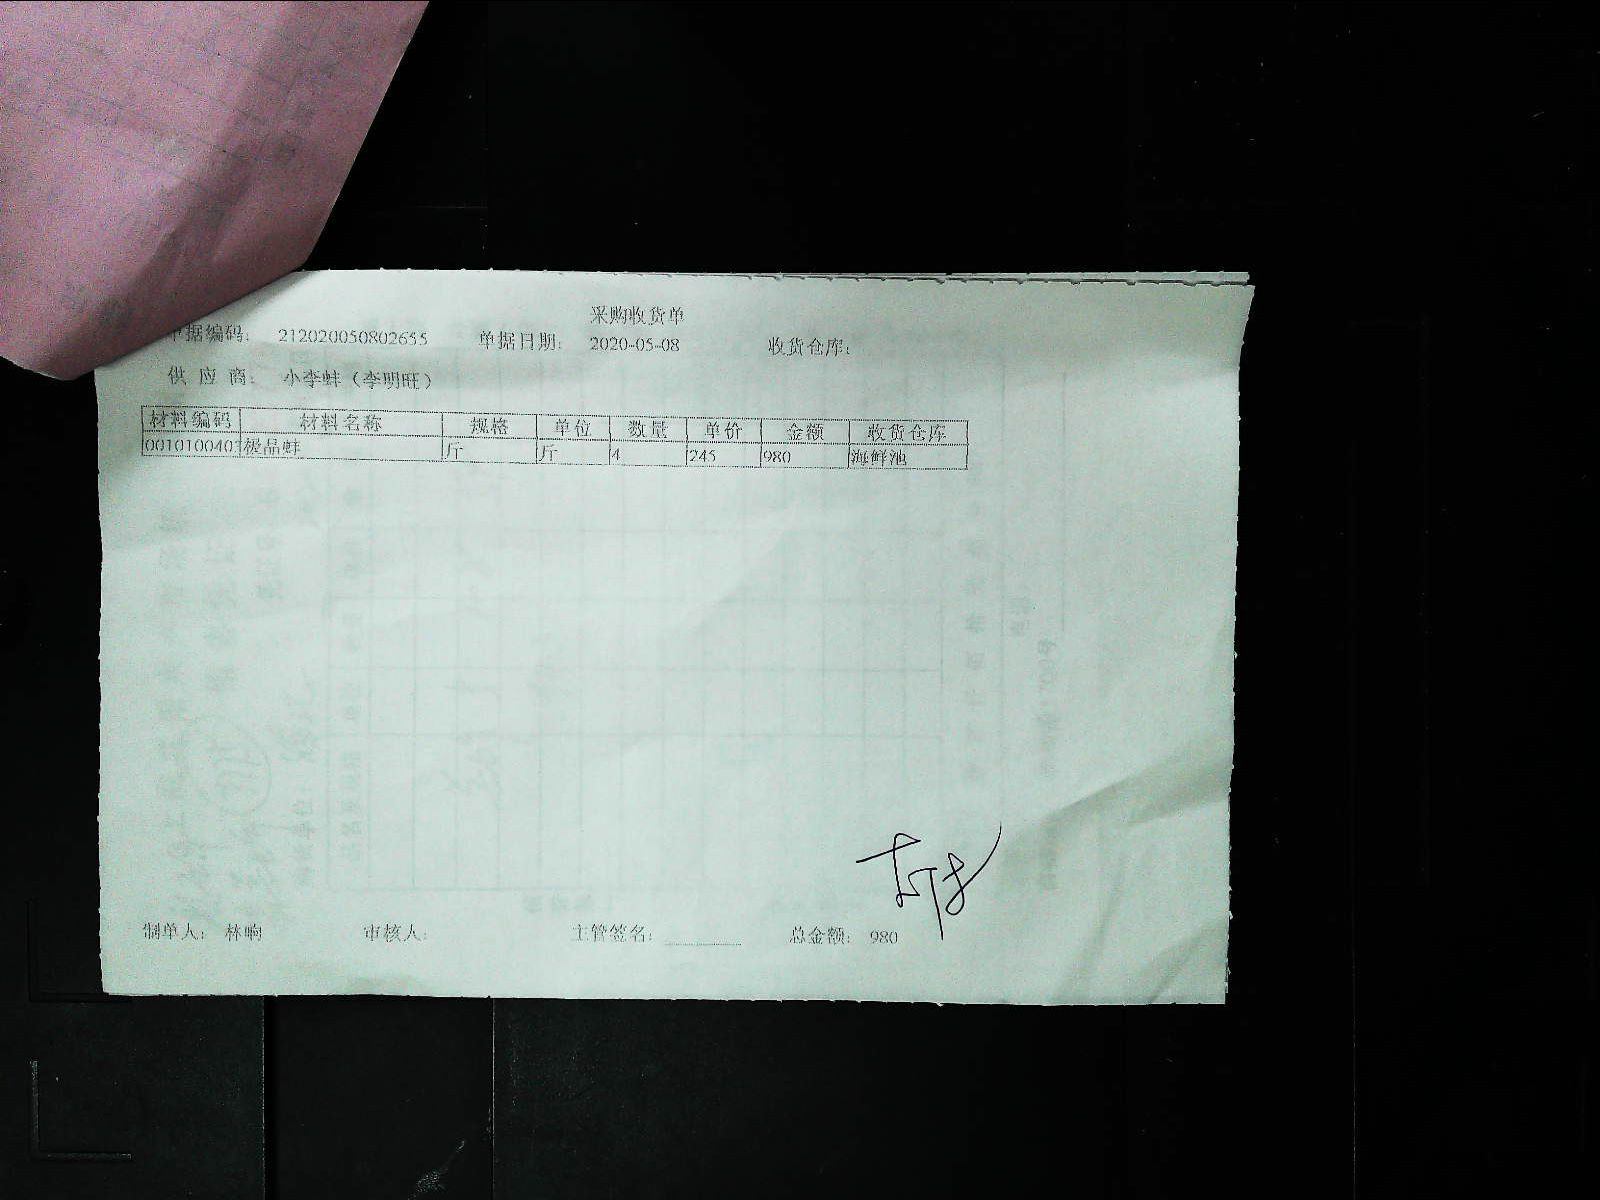 采购收货单
单据编码： 212020050802655 单据日期： 2020-05-08 收货仓库：
供 应 商： 小李蚌（李明旺）
材料编码 材料名称 规格 单位 数量 单价 金额 收货仓库
0010100403 极品蚌 斤 斤 4 245 980 海鲜池
制单人： 林晌 审核人： 主管签名： 总金额： 980